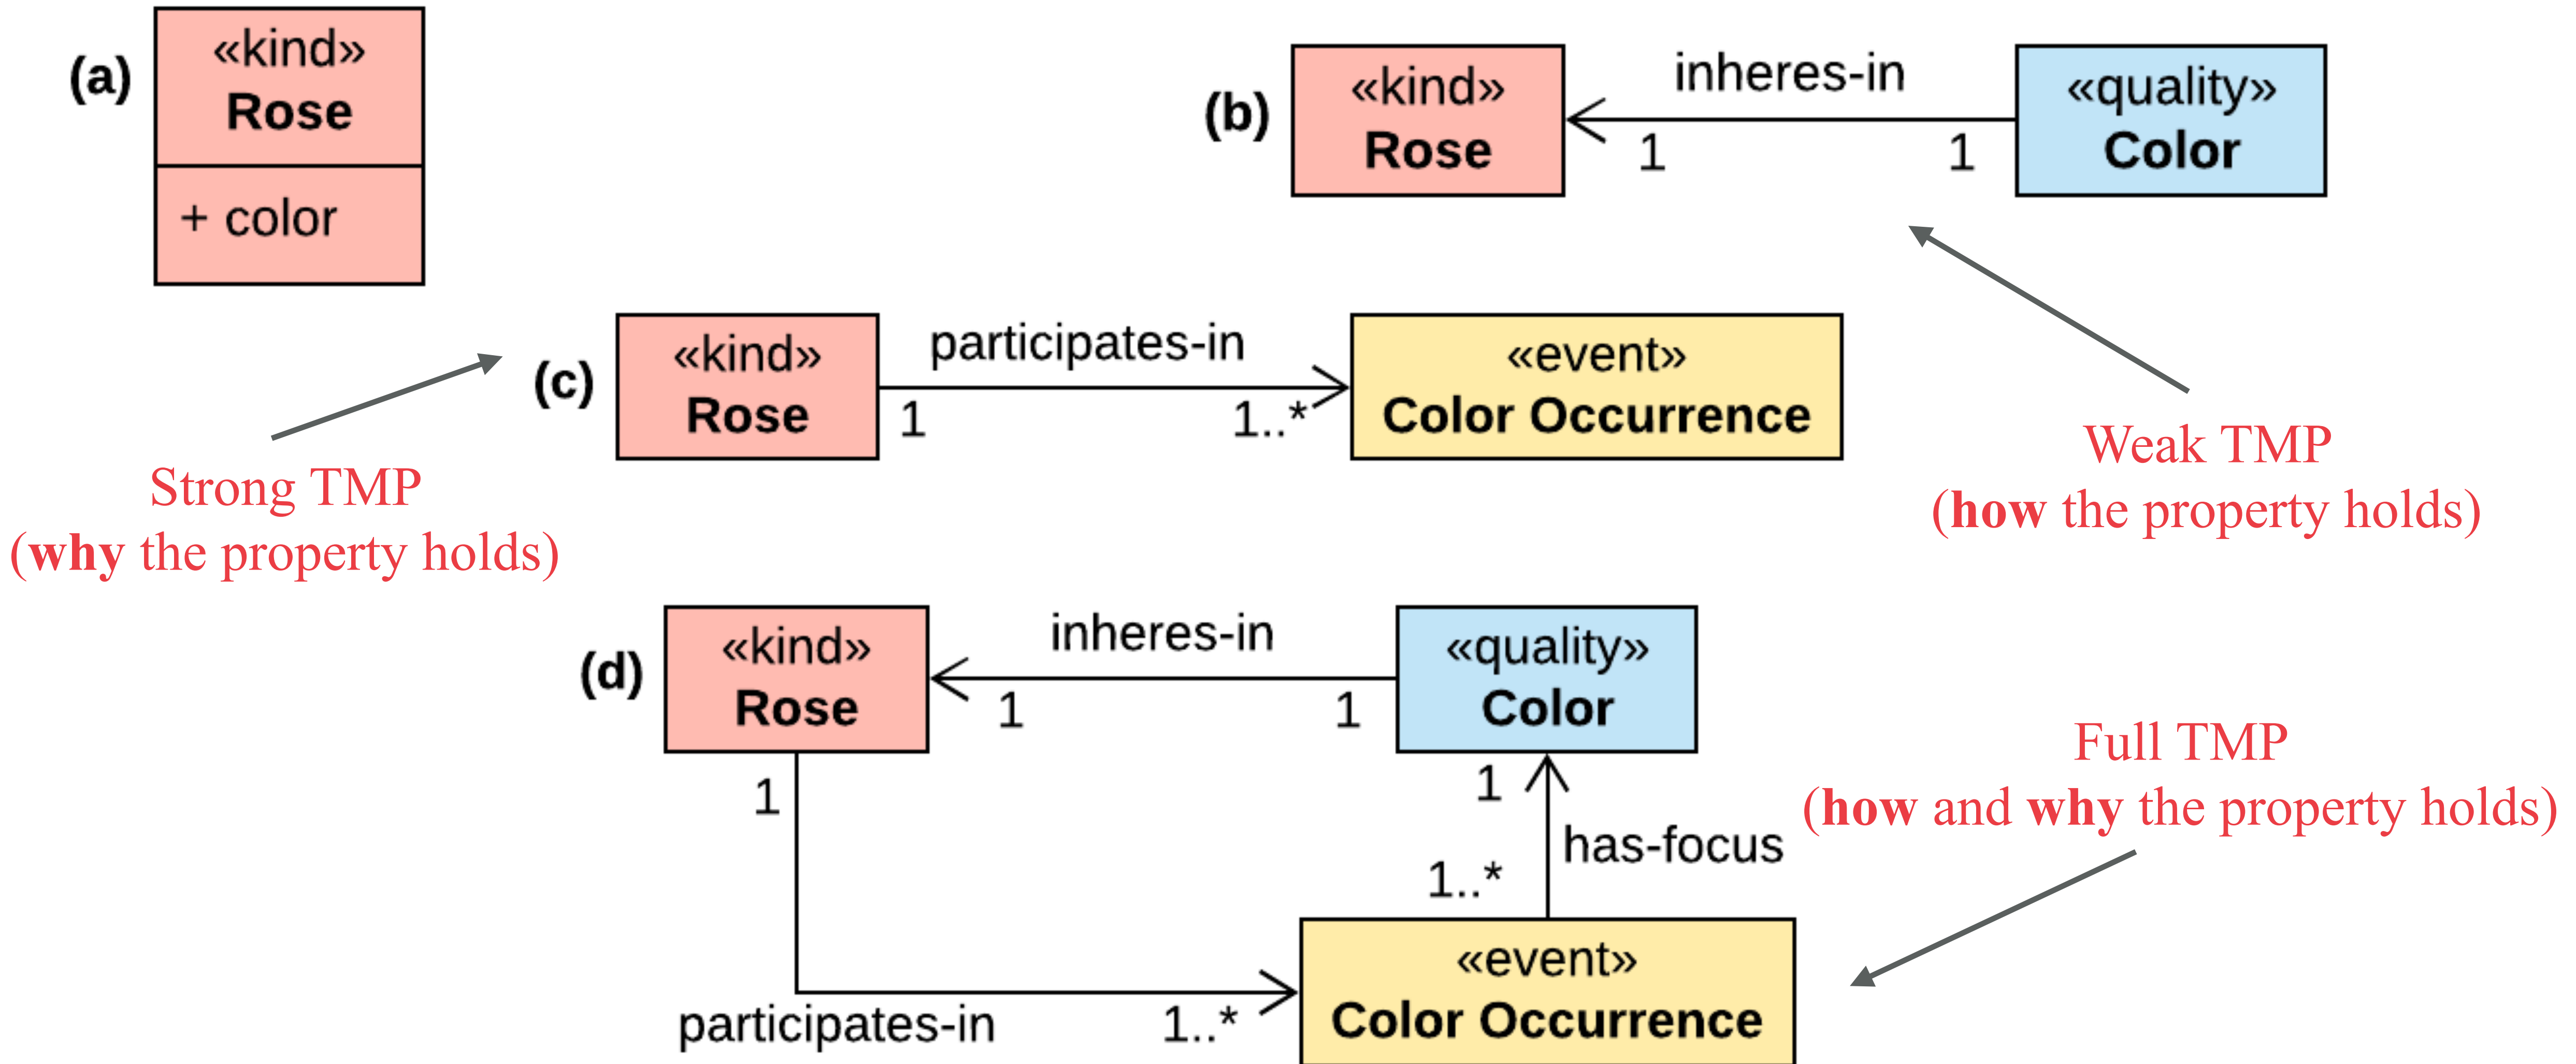 (a)
«kind»
Rose
+ color
(b)
«kind»
Rose
inheres-in
1
1
«quality»
Color
(c)
«kind»
Rose
participates-in
1
1..*
«event»
Color Occurrence
Strong TMP
(why the property holds)
Weak TMP
(how the property holds)
(d)
«kind»
Rose
inheres-in
1
1
«quality»
Color
1
participates-in
1..*
1
has-focus
1..*
«event»
Color Occurrence
Full TMP
(how and why the property holds)